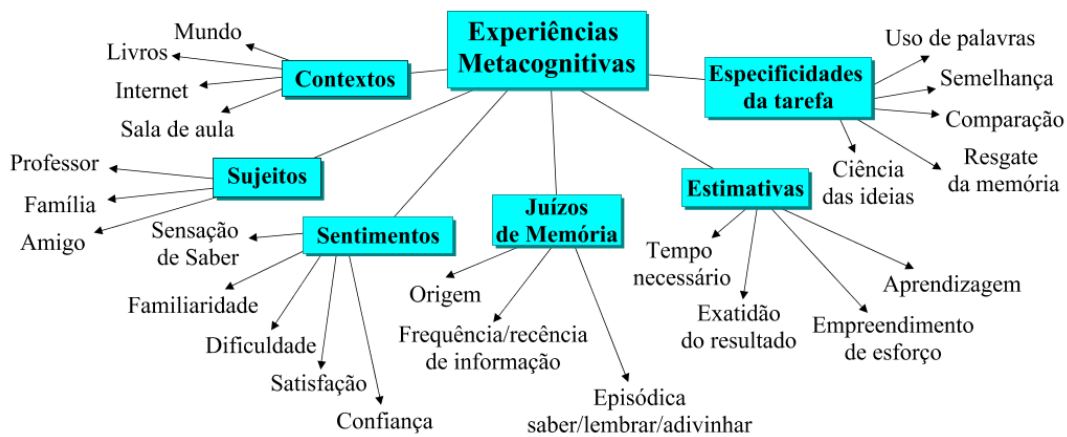 Experiências
Metacognitivas
Contextos
Mundo
Livros
Internet
Sala de aula
Sujeitos
Professor
Família
Amigo
Sentimentos
Sensação
de Saber
Familiaridade
Dificuldade
Satisfação
Confiança
Juízos
de Memória
Origem
Frequência/recência
de informação
Episódica
saber/lembrar/adivinhar
Estimativas
Tempo
necessário
Exatidão
do resultado
Empreendimento
de esforço
Aprendizagem
Especificidades
da tarefa
Uso de palavras
Semelhança
Comparação
Resgate
da memória
Ciência
das ideias